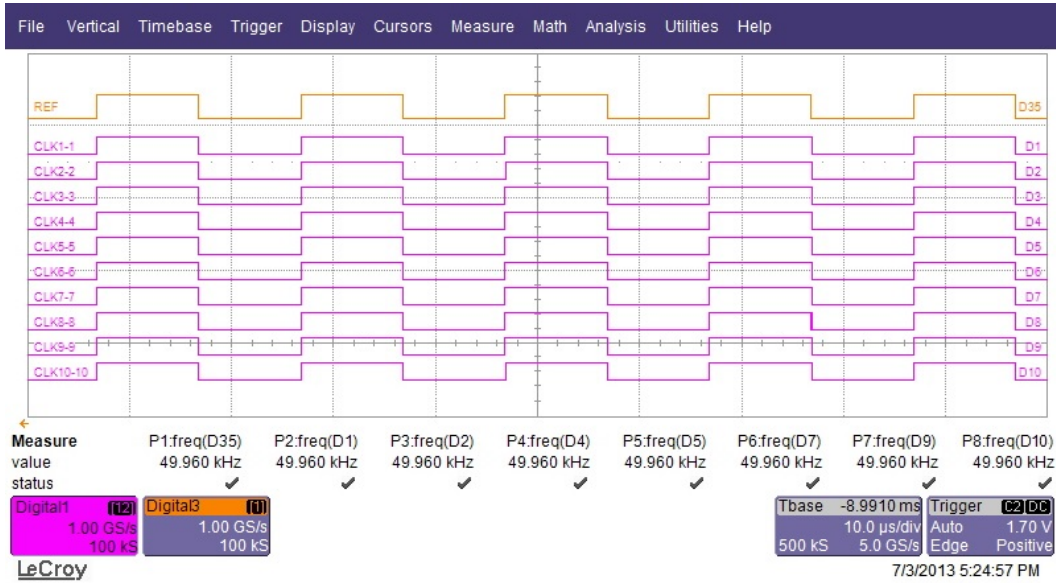 File Vertical Timebase Trigger Display Cursors Measure Math Analysis Utilities Help
REF D35
CLK1-1 D1
CLK2-2 D2
CLK3-3 D3
CLK4-4 D4
CLK5-5 D5
CLK6-6 D6
CLK7-7 D7
CLK8-8 D8
CLK9-9 D9
CLK10-10 D10
Measure P1:freq(D35) P2:freq(D1) P3:freq(D2) P4:freq(D4) P5:freq(D5) P6:freq(D7) P7:freq(D9) P8:freq(D10)
value 49.960 kHz 49.960 kHz 49.960 kHz 49.960 kHz 49.960 kHz 49.960 kHz 49.960 kHz 49.960 kHz
status ✓ ✓ ✓ ✓ ✓ ✓ ✓ ✓
Digital1 [12] Digital3 [1] Tbase -8.9910 ms Trigger C2 DC
1.00 GS/s 1.00 GS/s 10.0 µs/div Auto 1.70 V
100 kS 100 kS 500 kS 5.0 GS/s Edge Positive
LeCroy 7/3/2013 5:24:57 PM